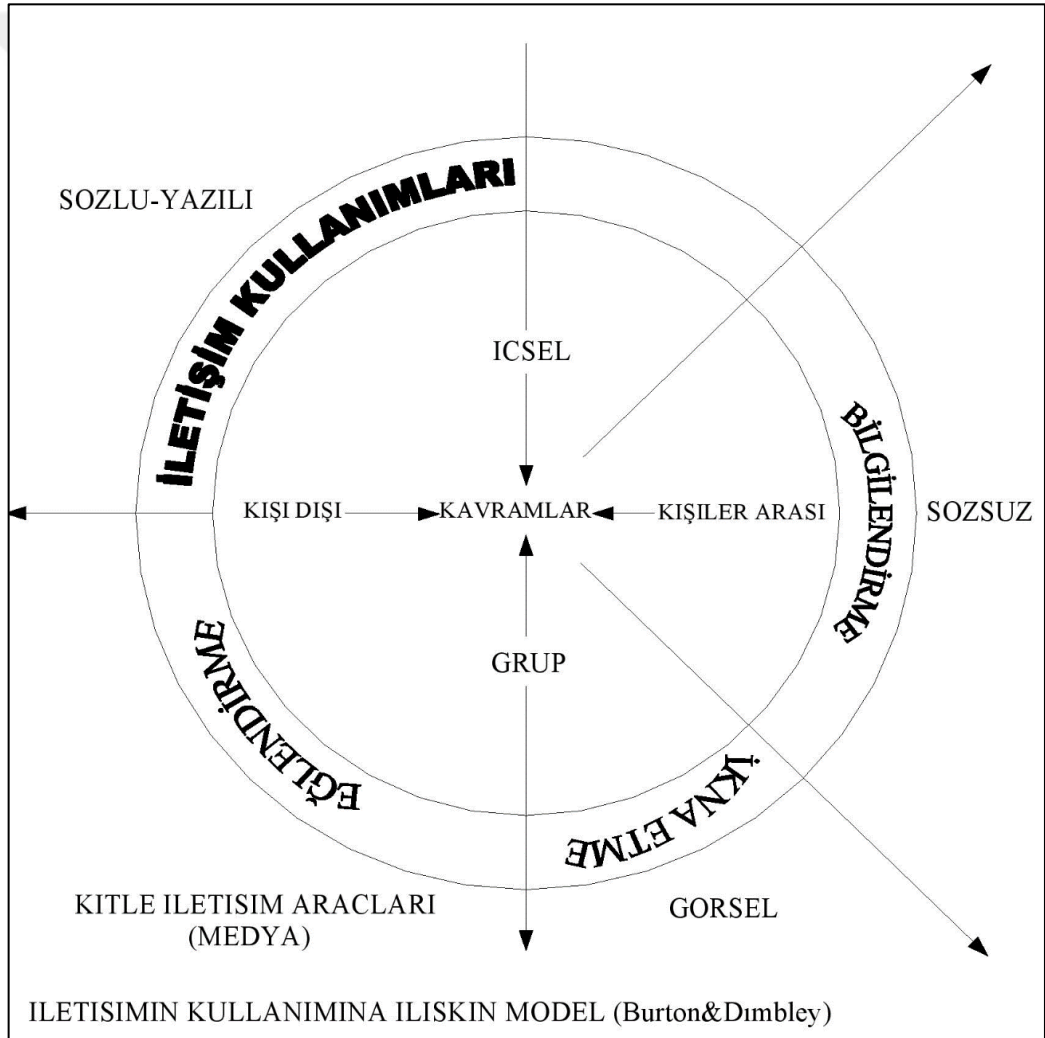 SOZLU-YAZILI
İLETİŞİM KULLANIMLARI
ICSEL
BİLGİLENDİRME
KIŞI DIŞI
KAVRAMLAR
KIŞILER ARASI
SOZSUZ
GRUP
EĞLENDİRME
İKNA ETME
KITLE ILETISIM ARACLARI
(MEDYA)
GORSEL
ILETISIMIN KULLANIMINA ILISKIN MODEL (Burton&Dımbley)